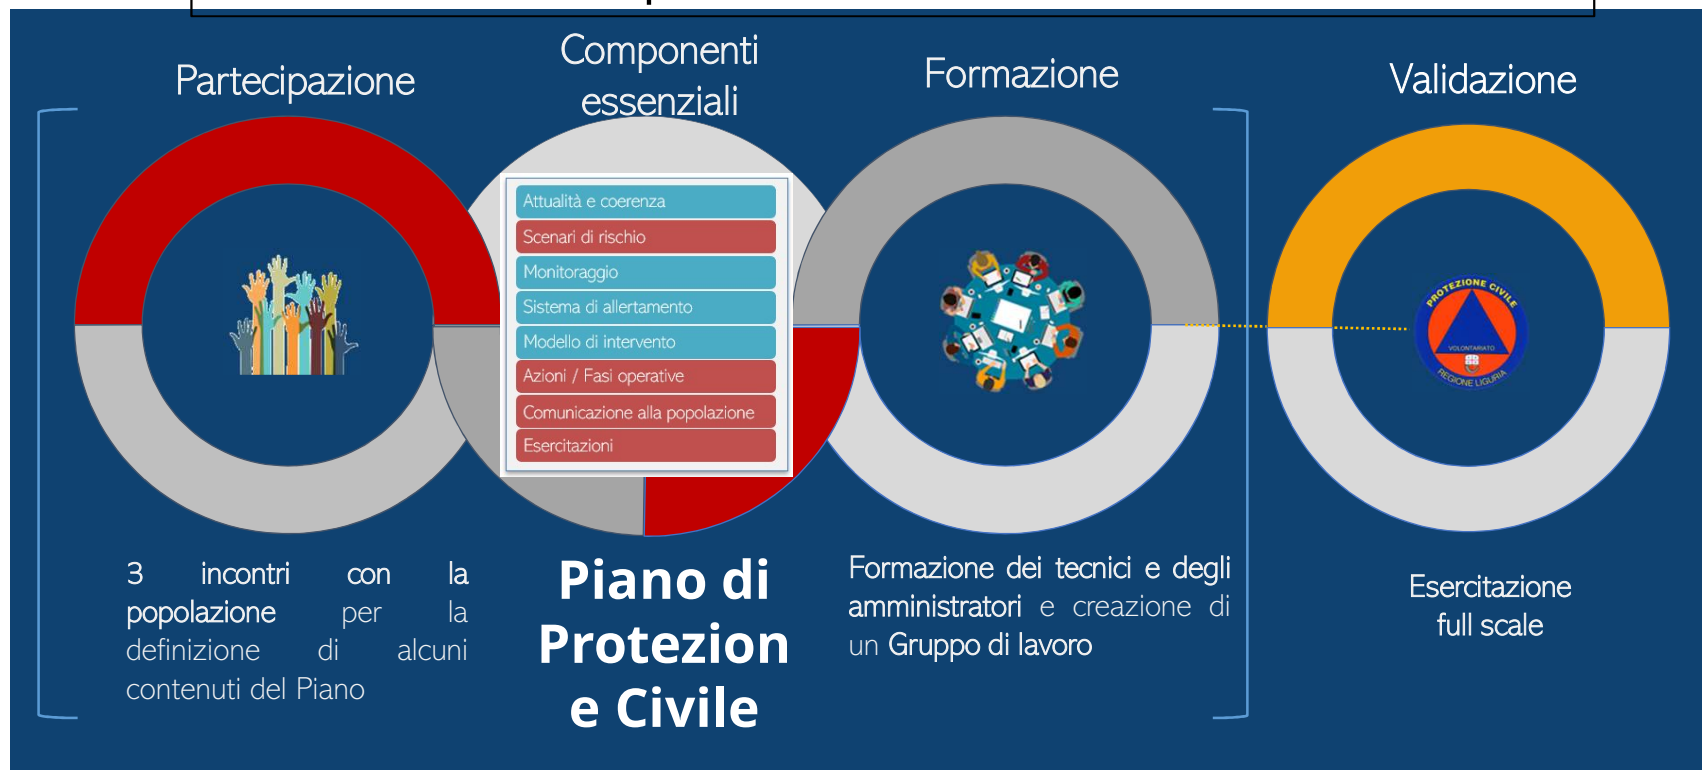 Partecipazione
Componenti
essenziali
Formazione
Validazione
Attualità e coerenza
Scenari di rischio
Monitoraggio
Sistema di allertamento
Modello di intervento
Azioni / Fasi operative
Comunicazione alla popolazione
Esercitazioni
PROTEZIONE CIVILE
VOLONTARIATO
REGIONE LIGURIA
3 incontri con la
popolazione per la
definizione di alcuni
contenuti del Piano
Piano di
Protezion
e Civile
Formazione dei tecnici e degli
amministratori e creazione di
un Gruppo di lavoro
Esercitazione
full scale